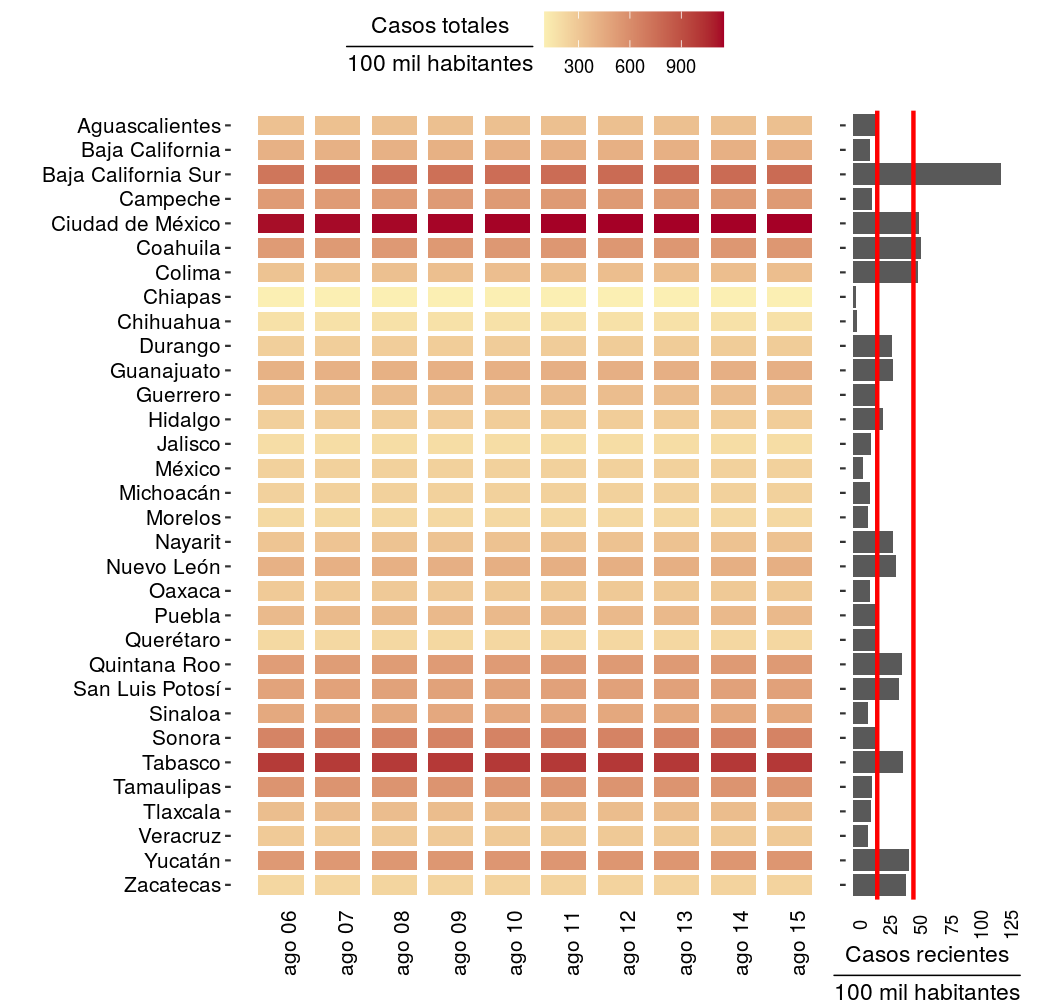 Casos totales
100 mil habitantes
300 600 900
Aguascalientes
Baja California
Baja California Sur
Campeche
Ciudad de México
Coahuila
Colima
Chiapas
Chihuahua
Durango
Guanajuato
Guerrero
Hidalgo
Jalisco
México
Michoacán
Morelos
Nayarit
Nuevo León
Oaxaca
Puebla
Querétaro
Quintana Roo
San Luis Potosí
Sinaloa
Sonora
Tabasco
Tamaulipas
Tlaxcala
Veracruz
Yucatán
Zacatecas
ago 06 ago 07 ago 08 ago 09 ago 10 ago 11 ago 12 ago 13 ago 14 ago 15
0 25 50 75 100 125
Casos recientes
100 mil habitantes